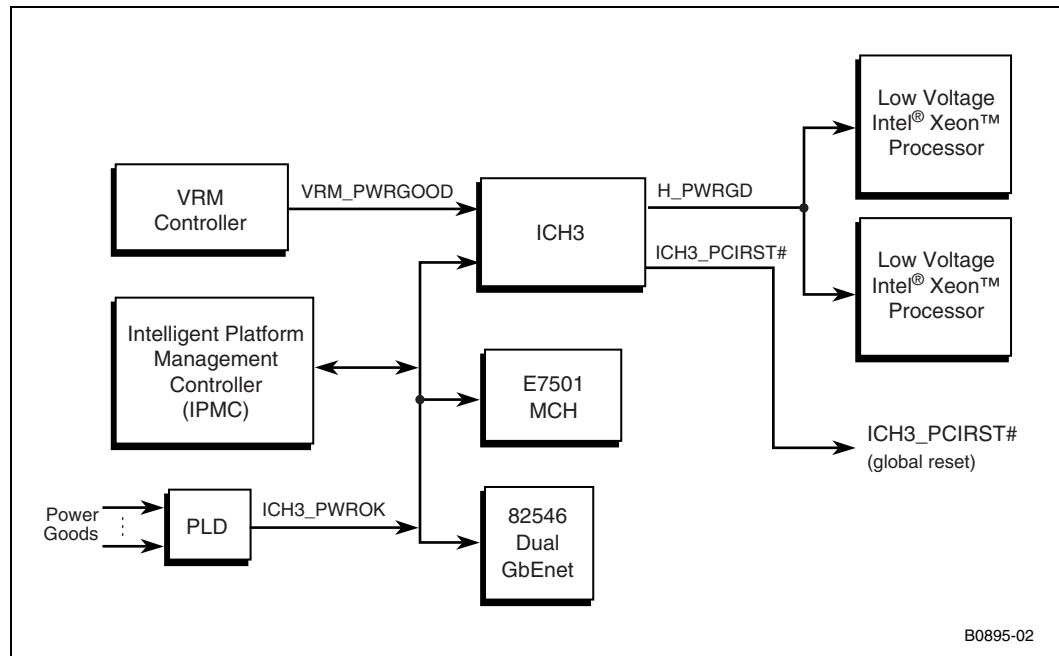 Low Voltage
Intel® Xeon™
Processor
VRM
Controller
VRM_PWRGOOD
ICH3
H_PWRGD
ICH3_PCIRST#
Low Voltage
Intel® Xeon™
Processor
Intelligent Platform
Management
Controller
(IPMC)
E7501
MCH
ICH3_PCIRST#
(global reset)
Power
Goods
PLD
ICH3_PWROK
82546
Dual
GbEnet
B0895-02